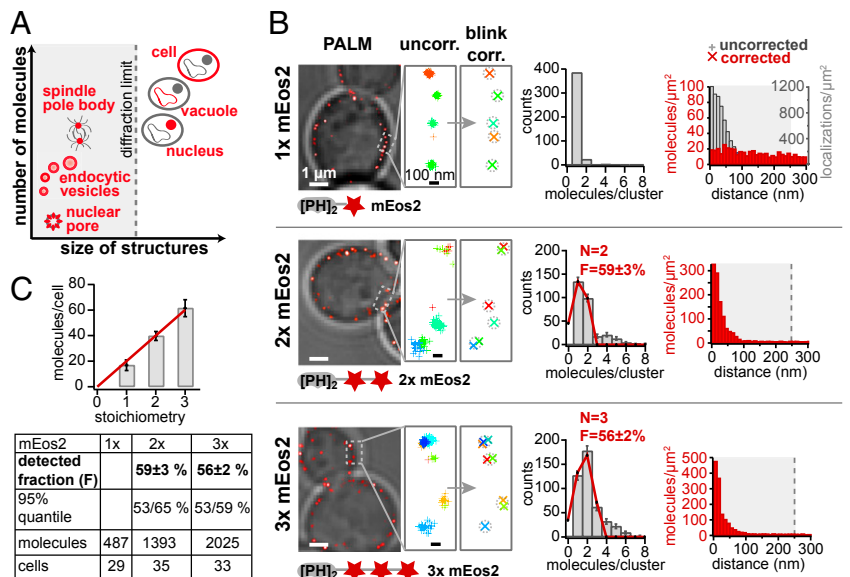 A
number of molecules
size of structures
diffraction limit
cell
vacuole
nucleus
spindle
pole body
endocytic
vesicles
nuclear
pore
B
PALM
uncorr.
blink
corr.
1x mEos2
1 µm
100 nm
[PH]₂ mEos2
counts
400
300
200
100
0
0 2 4 6 8
molecules/cluster
+ uncorrected
× corrected
molecules/µm²
100
80
60
40
20
0
localizations/µm²
1200
800
400
0
0 100 200 300
distance (nm)
2x mEos2
[PH]₂ 2x mEos2
N=2
F=59±3%
counts
200
150
100
50
0
0 2 4 6 8
molecules/cluster
molecules/µm²
300
200
100
0
0 100 200 300
distance (nm)
3x mEos2
[PH]₂ 3x mEos2
N=3
F=56±2%
counts
200
150
100
50
0
0 2 4 6 8
molecules/cluster
molecules/µm²
500
400
300
200
100
0
0 100 200 300
distance (nm)
C
molecules/cell
80
60
40
20
0
0 1 2 3
stoichiometry
mEos2 1x 2x 3x
detected
fraction (F) 59±3 % 56±2 %
95%
quantile 53/65 % 53/59 %
molecules 487 1393 2025
cells 29 35 33